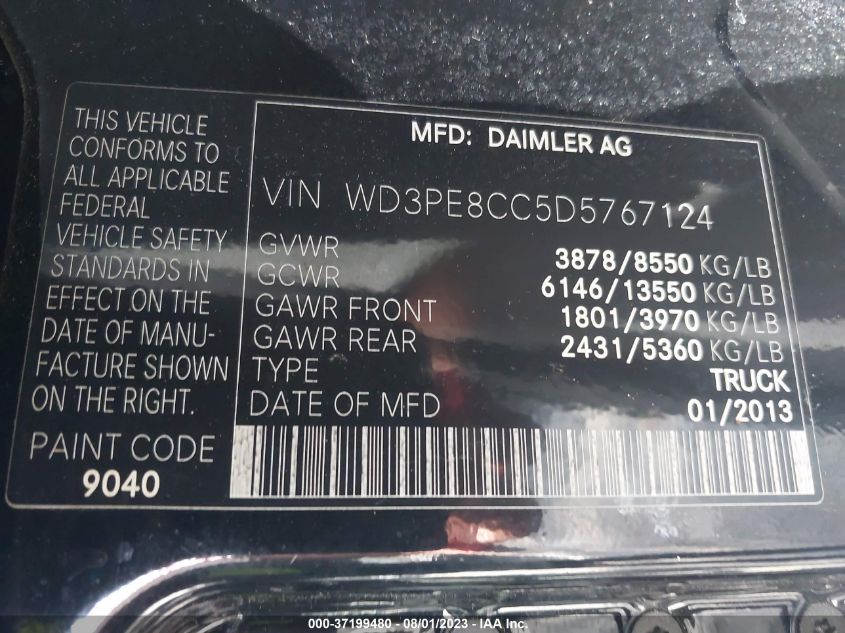 THIS VEHICLE
CONFORMS TO
ALL APPLICABLE
FEDERAL
VEHICLE SAFETY
STANDARDS IN
EFFECT ON THE
DATE OF MANU-
FACTURE SHOWN
ON THE RIGHT.
PAINT CODE
9040
MFD: DAIMLER AG
VIN WD3PE8CC5D5767124
GVWR 3878/8550 KG/LB
GCWR 6146/13550 KG/LB
GAWR FRONT 1801/3970 KG/LB
GAWR REAR 2431/5360 KG/LB
TYPE TRUCK
DATE OF MFD 01/2013
000-37199480 - 08/01/2023 - IAA Inc.